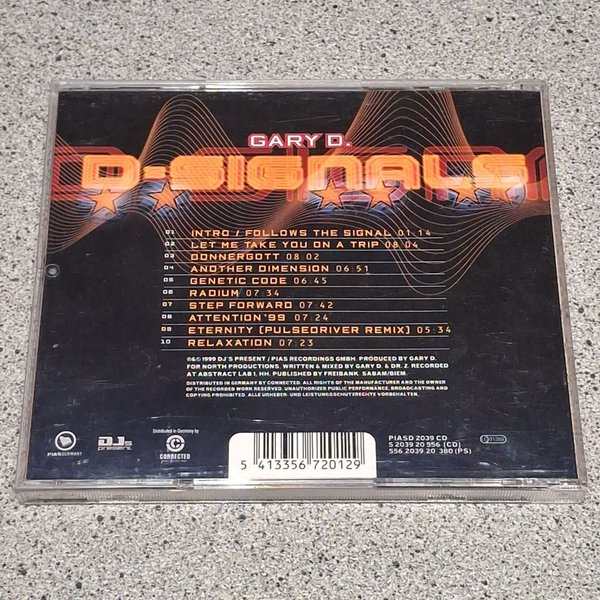 GARY D.
D-SIGNALS
01 INTRO / FOLLOWS THE SIGNAL 01:14
02 LET ME TAKE YOU ON A TRIP 08:04
03 DONNERGOTT 08:02
04 ANOTHER DIMENSION 06:51
05 GENETIC CODE 06:45
06 RADIUM 07:34
07 STEP FORWARD 07:42
08 ATTENTION'99 07:24
09 ETERNITY [PULSEDRIVER REMIX] 05:34
10 RELAXATION 07:23
℗&© 1999 DJ'S PRESENT / PIAS RECORDINGS GMBH. PRODUCED BY GARY D.
FOR NORTH PRODUCTIONS. WRITTEN & MIXED BY GARY D. & DR. Z. RECORDED
AT ABSTRACT LAB 1, HH. PUBLISHED BY FREIBANK. SABAM/BIEM.
DISTRIBUTED IN GERMANY BY CONNECTED. ALL RIGHTS OF THE MANUFACTURER AND THE OWNER
OF THE RECORDED WORK RESERVED. UNAUTHORIZED PUBLIC PERFORMANCE, BROADCASTING AND
COPYING PROHIBITED. ALLE URHEBER- UND LEISTUNGSSCHUTZRECHTE VORBEHALTEN.
PIAS GERMANY
DJs
present
Distributed in Germany by
CONNECTED
5 413356 720129
PIASD 2039 CD
5 2039 20 556 (CD)
556 2039 20 380 (PS)